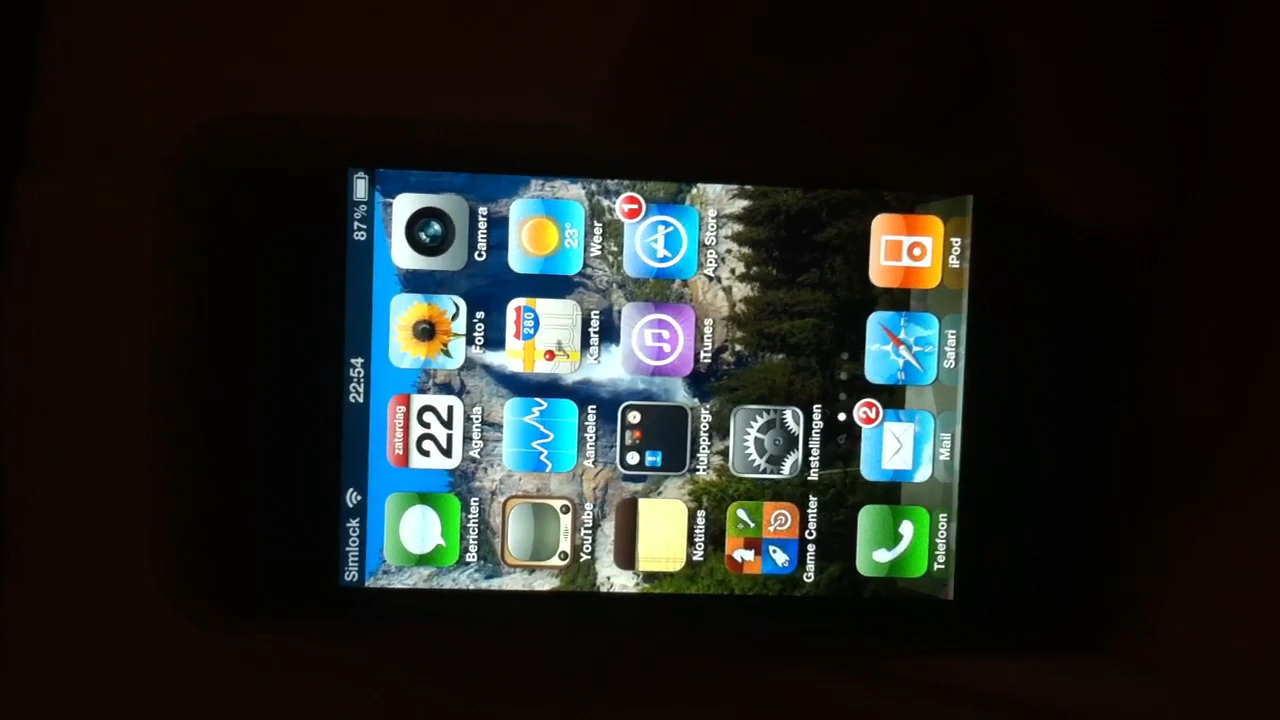 Simlock 22:54 87%
zaterdag
22
Berichten Agenda Foto's Camera
280
23°
YouTube Aandelen Kaarten Weer
1
Notities Hulpprogr. iTunes App Store
Game Center Instellingen
2
Telefoon Mail Safari iPod